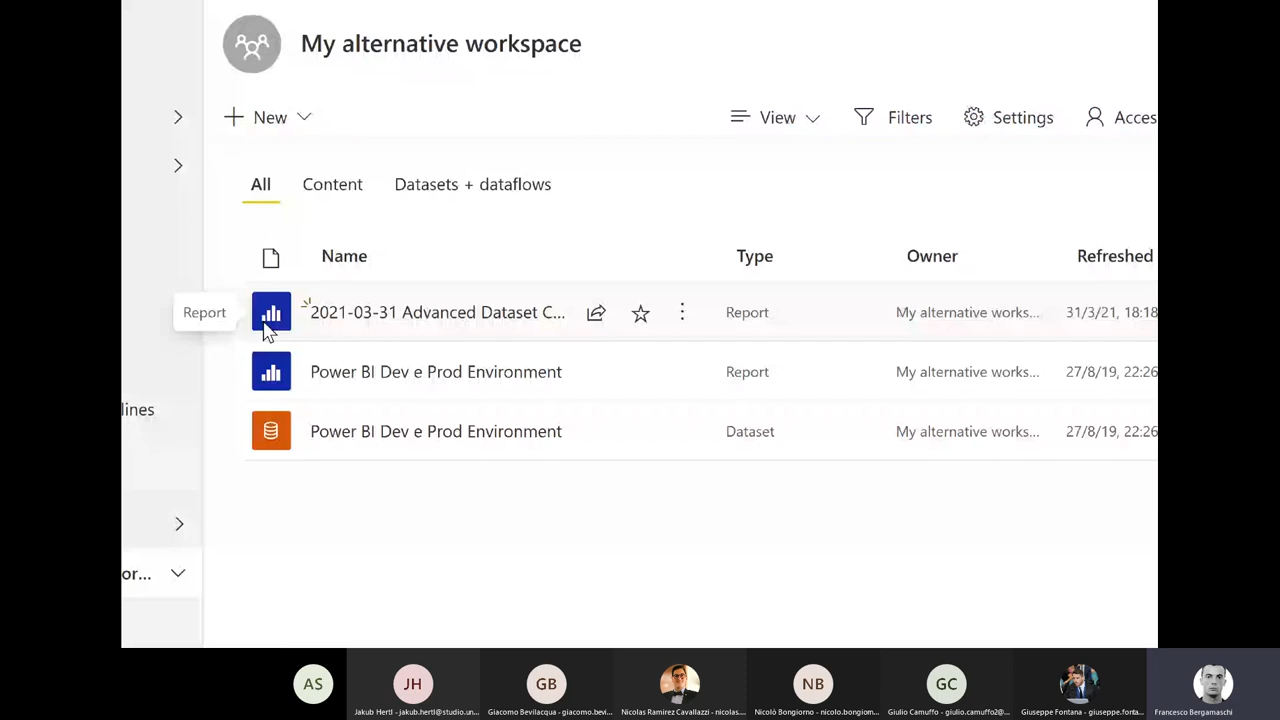 My alternative workspace
New
View
Filters
Settings
Acces
All
Content
Datasets + dataflows
Name
Type
Owner
Refreshed
Report
2021-03-31 Advanced Dataset C...
Report
My alternative works...
31/3/21, 18:18
Power BI Dev e Prod Environment
Report
My alternative works...
27/8/19, 22:26
lines
Power BI Dev e Prod Environment
Dataset
My alternative works...
27/8/19, 22:26
or...
AS
JH
GB
NB
GC
Jakub Hertl - jakub.hertl@studio.un...
Giacomo Bevilacqua - giacomo.bevi...
Nicolas Ramirez Cavallazzi - nicolas....
Nicolò Bongiorno - nicolo.bongiorn...
Giulio Camuffo - giulio.camuffo2@...
Giuseppe Fontana - giuseppe.fonta...
Francesco Bergamaschi